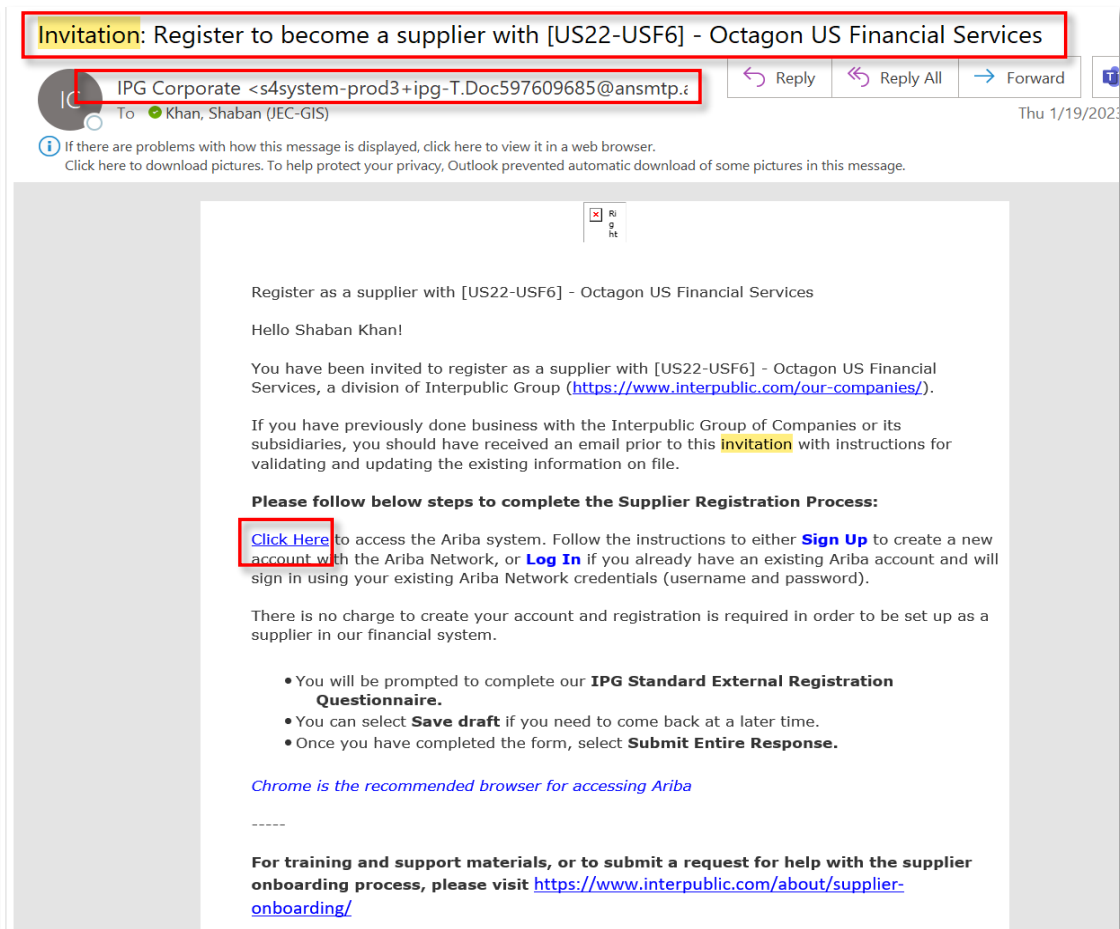 Invitation: Register to become a supplier with [US22-USF6] - Octagon US Financial Services
IC
IPG Corporate <s4system-prod3+ipg-T.Doc597609685@ansmtp.a
Reply
Reply All
Forward
To Khan, Shaban (JEC-GIS)
Thu 1/19/2023
If there are problems with how this message is displayed, click here to view it in a web browser.
Click here to download pictures. To help protect your privacy, Outlook prevented automatic download of some pictures in this message.
Ri
g
ht
Register as a supplier with [US22-USF6] - Octagon US Financial Services
Hello Shaban Khan!
You have been invited to register as a supplier with [US22-USF6] - Octagon US Financial
Services, a division of Interpublic Group (https://www.interpublic.com/our-companies/).
If you have previously done business with the Interpublic Group of Companies or its
subsidiaries, you should have received an email prior to this invitation with instructions for
validating and updating the existing information on file.
Please follow below steps to complete the Supplier Registration Process:
Click Here to access the Ariba system. Follow the instructions to either Sign Up to create a new
account with the Ariba Network, or Log In if you already have an existing Ariba account and will
sign in using your existing Ariba Network credentials (username and password).
There is no charge to create your account and registration is required in order to be set up as a
supplier in our financial system.
• You will be prompted to complete our IPG Standard External Registration
Questionnaire.
• You can select Save draft if you need to come back at a later time.
• Once you have completed the form, select Submit Entire Response.
Chrome is the recommended browser for accessing Ariba
-----
For training and support materials, or to submit a request for help with the supplier
onboarding process, please visit https://www.interpublic.com/about/supplier-
onboarding/